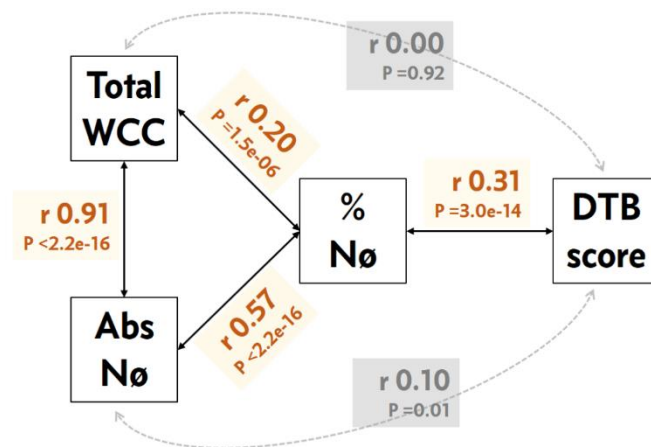 r 0.00
P =0.92
Total
WCC
r 0.20
P =1.5e-06
r 0.91
P <2.2e-16
%
Nø
r 0.31
P =3.0e-14
DTB
score
Abs
Nø
r 0.57
P <2.2e-16
r 0.10
P =0.01